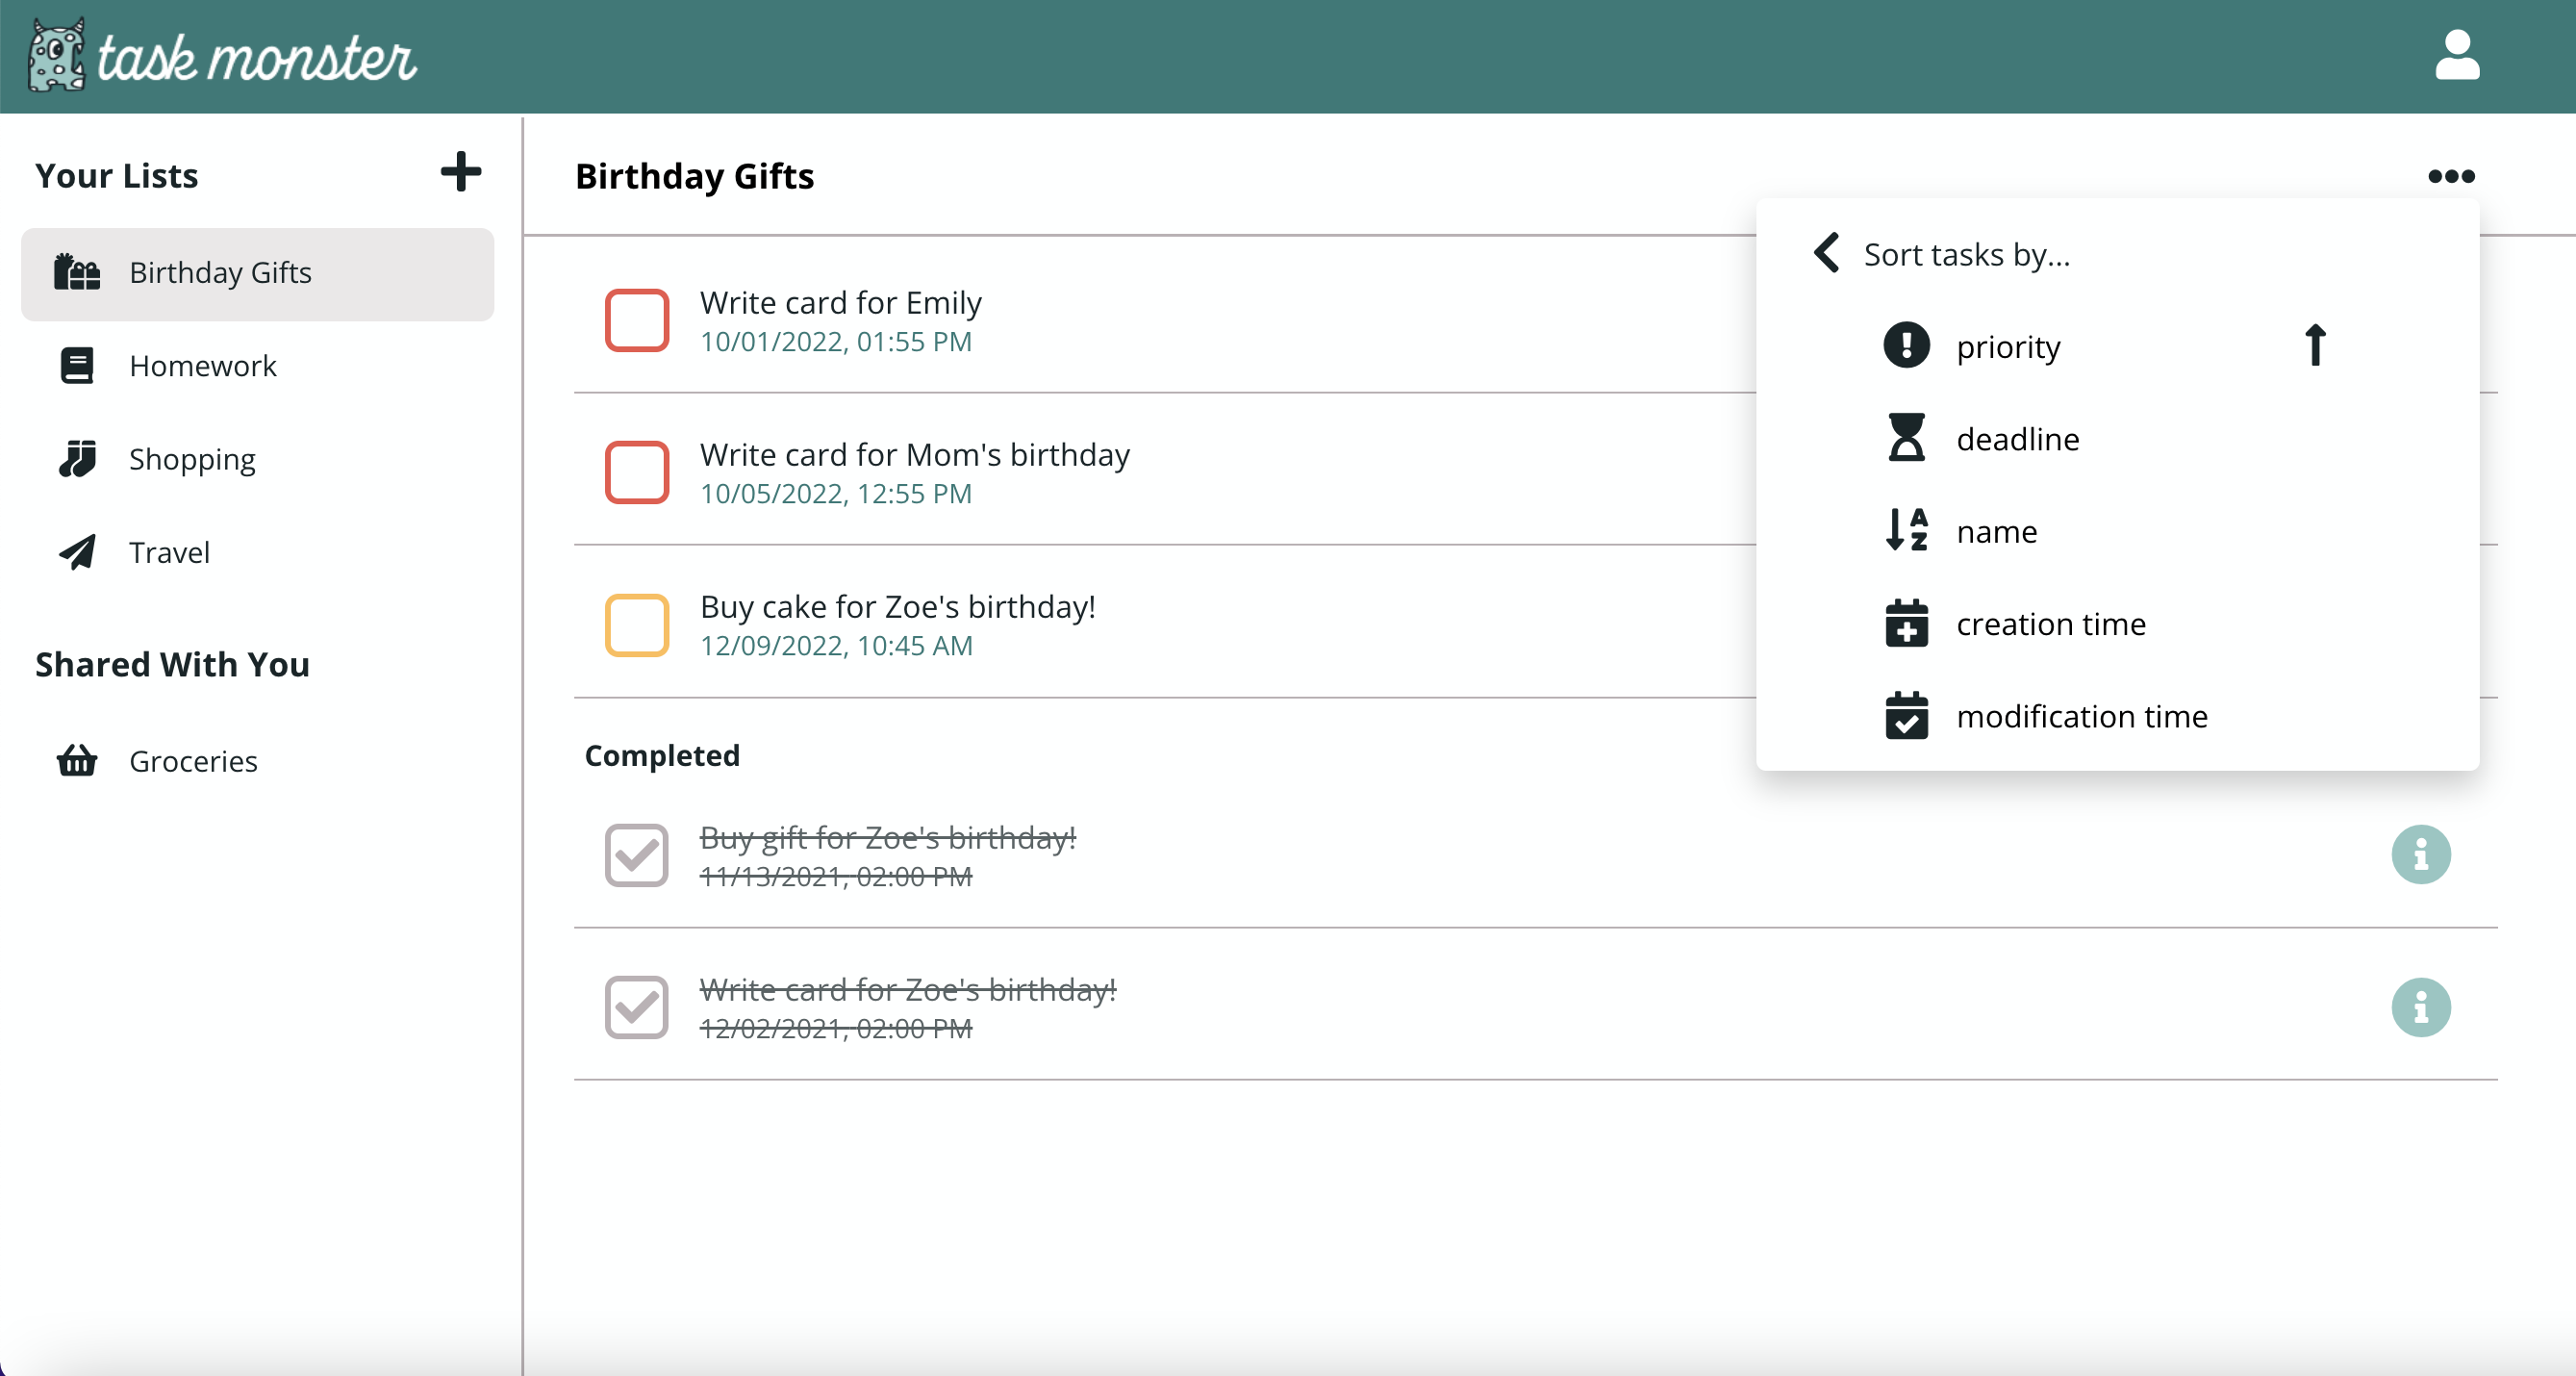 task monster
Your Lists
Birthday Gifts
Homework
Shopping
Travel
Shared With You
Groceries
Birthday Gifts
Write card for Emily
10/01/2022, 01:55 PM
Write card for Mom's birthday
10/05/2022, 12:55 PM
Buy cake for Zoe's birthday!
12/09/2022, 10:45 AM
Completed
Buy gift for Zoe's birthday!
11/13/2021, 02:00 PM
Write card for Zoe's birthday!
12/02/2021, 02:00 PM
Sort tasks by...
priority
deadline
name
creation time
modification time